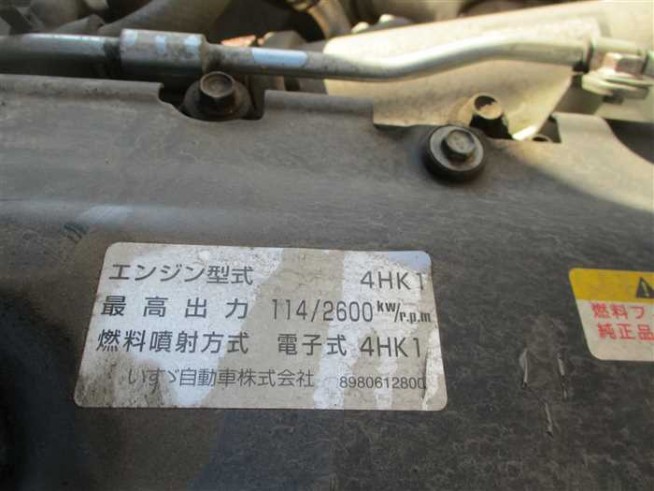 エンジン型式 4HK1
最高出力 114/2600 kw/r.p.m
燃料噴射方式 電子式 4HK1
いすゞ自動車株式会社 8980612800
燃料フ
純正品